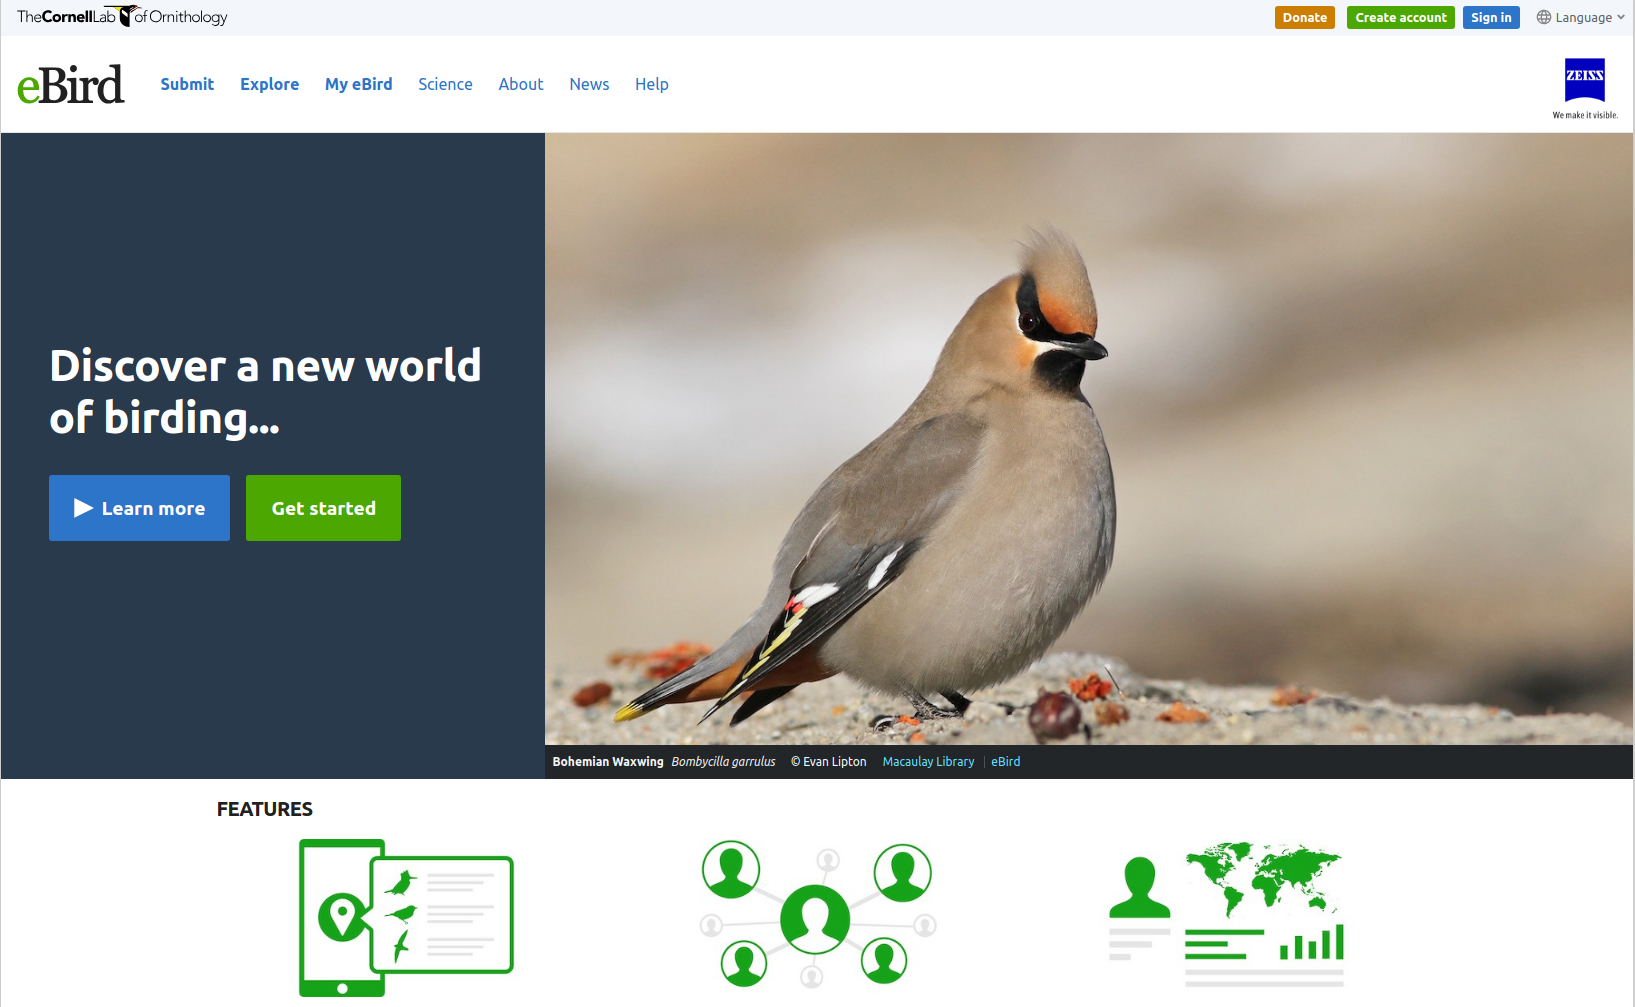 TheCornellLab of Ornithology
Donate
Create account
Sign in
Language
eBird
Submit
Explore
My eBird
Science
About
News
Help
ZEISS
We make it visible.
Discover a new world
of birding...
Learn more
Get started
Bohemian Waxwing Bombycilla garrulus © Evan Lipton Macaulay Library | eBird
FEATURES